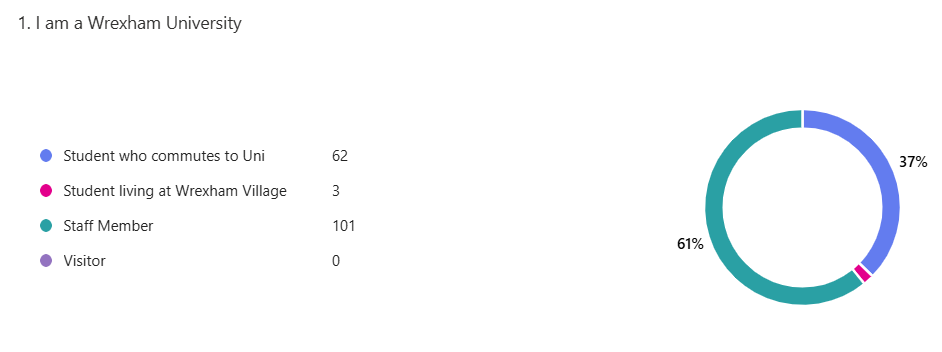 1. I am a Wrexham University
Student who commutes to Uni 62
Student living at Wrexham Village 3
Staff Member 101
Visitor 0
37%
61%